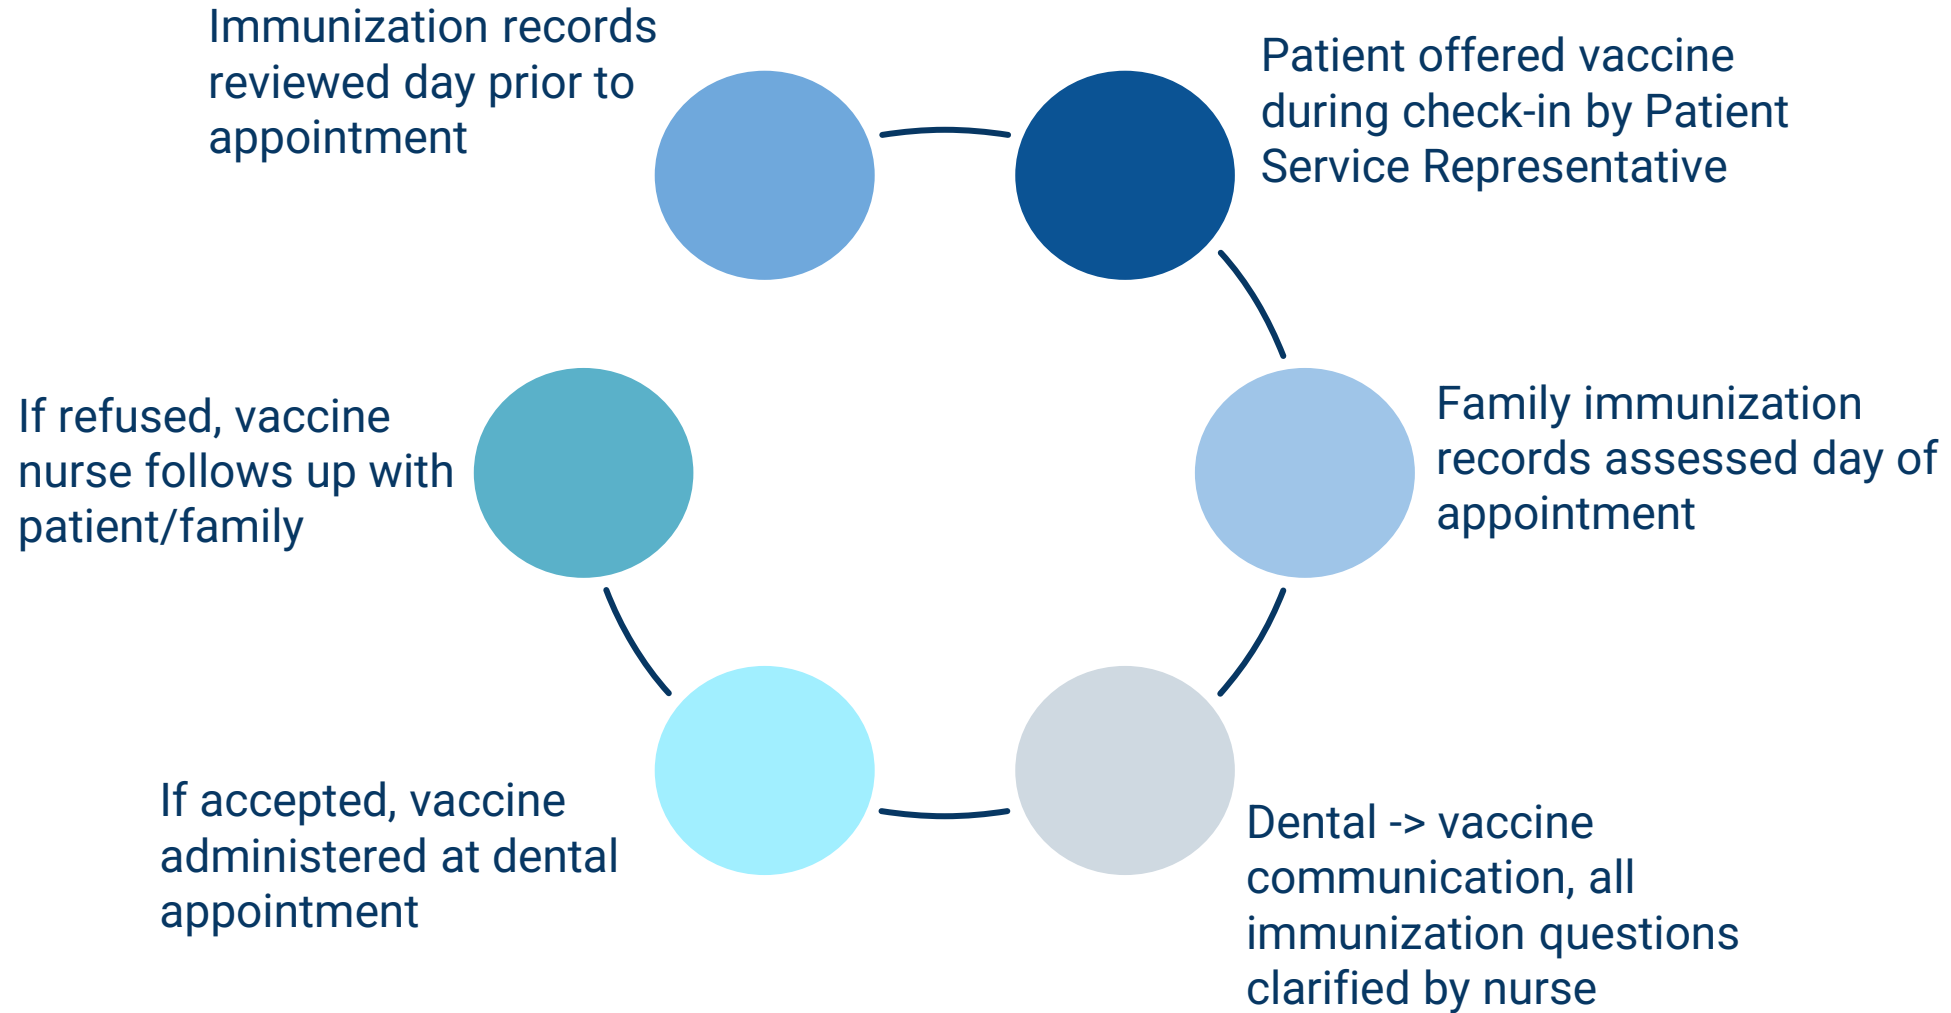 Immunization records
reviewed day prior to
appointment
Patient offered vaccine
during check-in by Patient
Service Representative
Family immunization
records assessed day of
appointment
Dental -> vaccine
communication, all
immunization questions
clarified by nurse
If accepted, vaccine
administered at dental
appointment
If refused, vaccine
nurse follows up with
patient/family